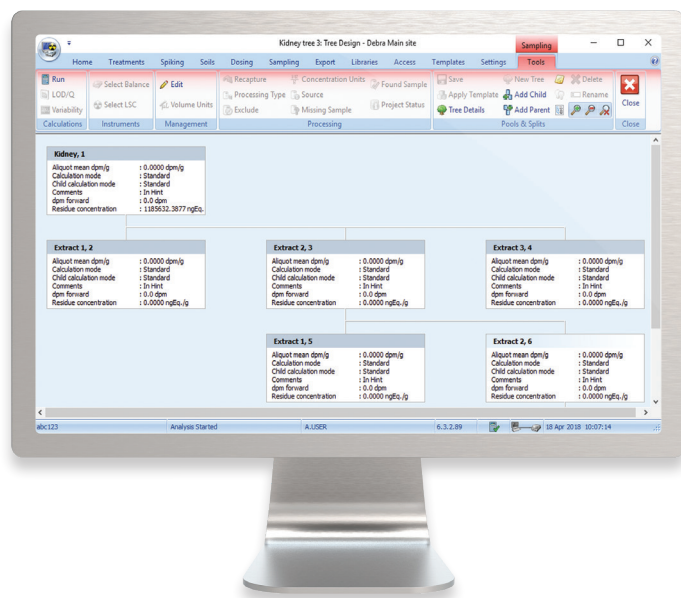 Kidney tree 3: Tree Design - Debra Main site
Sampling
Home Treatments Spiking Soils Dosing Sampling Export Libraries Access Templates Settings Tools
Run
LOD/Q
Variability
Calculations
Select Balance
Select LSC
Instruments
Edit
Volume Units
Management
Recapture
Processing Type
Exclude
Concentration Units
Source
Missing Sample
Found Sample
Project Status
Processing
Save
Apply Template
Tree Details
New Tree
Add Child
Add Parent
Delete
Rename
Pools & Splits
Close
Close
Kidney, 1
Aliquot mean dpm/g : 0.0000 dpm/g
Calculation mode : Standard
Child calculation mode : Standard
Comments : In Hint
dpm forward : 0.0 dpm
Residue concentration : 1185632.3877 ngEq.
Extract 1, 2
Aliquot mean dpm/g : 0.0000 dpm/g
Calculation mode : Standard
Child calculation mode : Standard
Comments : In Hint
dpm forward : 0.0 dpm
Residue concentration : 0.0000 ngEq./g
Extract 2, 3
Aliquot mean dpm/g : 0.0000 dpm/g
Calculation mode : Standard
Child calculation mode : Standard
Comments : In Hint
dpm forward : 0.0 dpm
Residue concentration : 0.0000 ngEq./g
Extract 3, 4
Aliquot mean dpm/g : 0.0000 dpm/g
Calculation mode : Standard
Child calculation mode : Standard
Comments : In Hint
dpm forward : 0.0 dpm
Residue concentration : 0.0000 ngEq./g
Extract 1, 5
Aliquot mean dpm/g : 0.0000 dpm/g
Calculation mode : Standard
Child calculation mode : Standard
Comments : In Hint
dpm forward : 0.0 dpm
Residue concentration : 0.0000 ngEq./g
Extract 2, 6
Aliquot mean dpm/g : 0.0000 dpm/g
Calculation mode : Standard
Child calculation mode : Standard
Comments : In Hint
dpm forward : 0.0 dpm
Residue concentration : 0.0000 ngEq./g
abc123 Analysis Started A.USER 6.3.2.89 18 Apr 2018 10:07:14